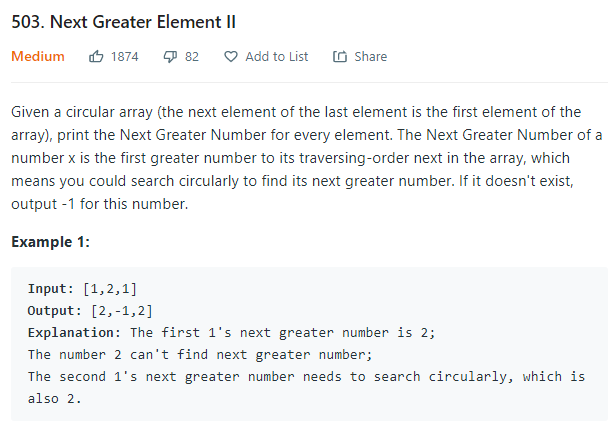 503. Next Greater Element II
Medium 1874 82 Add to List Share
Given a circular array (the next element of the last element is the first element of the
array), print the Next Greater Number for every element. The Next Greater Number of a
number x is the first greater number to its traversing-order next in the array, which
means you could search circularly to find its next greater number. If it doesn't exist,
output -1 for this number.
Example 1:
Input: [1,2,1]
Output: [2,-1,2]
Explanation: The first 1's next greater number is 2;
The number 2 can't find next greater number;
The second 1's next greater number needs to search circularly, which is
also 2.